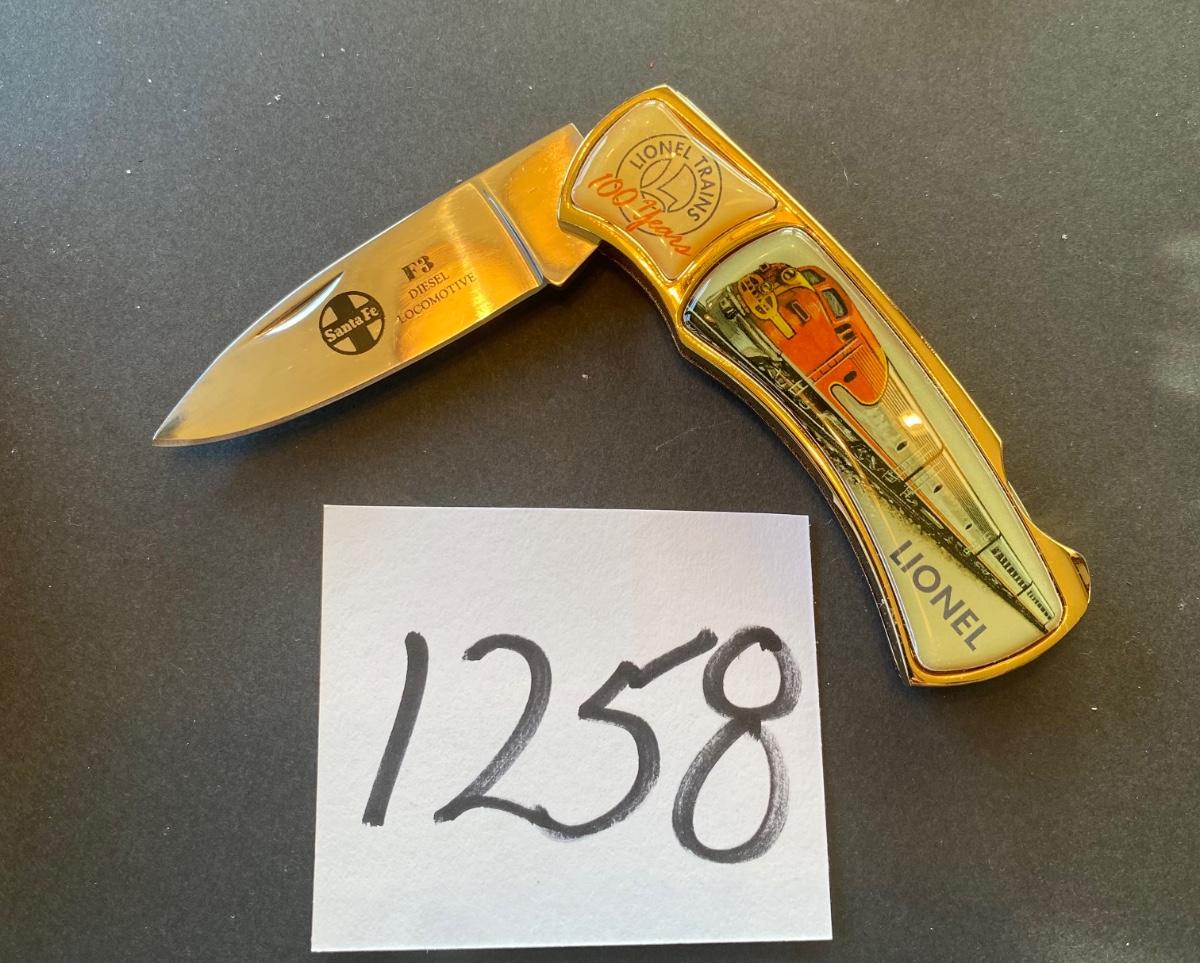 LIONEL TRAINS
L
100 Years
F3
DIESEL
LOCOMOTIVE
Santa Fe
LIONEL
1258